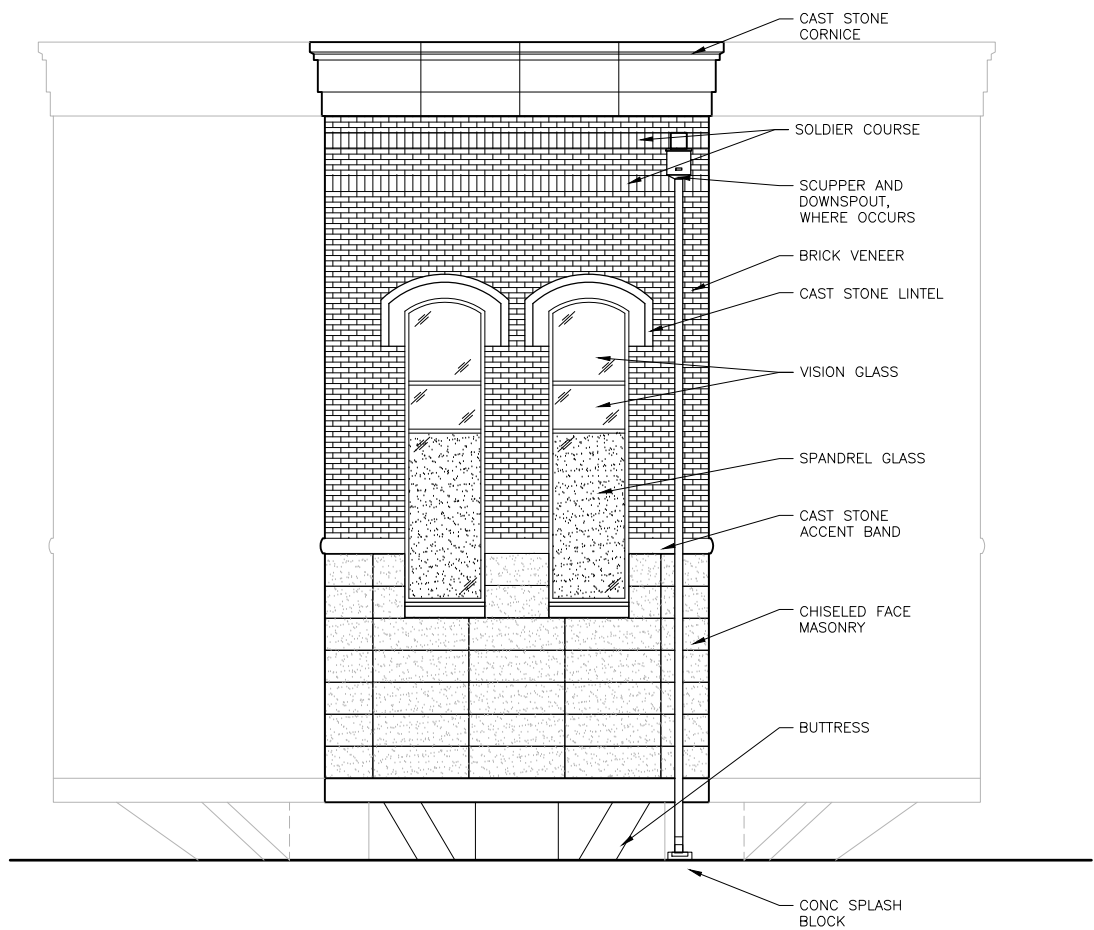 CAST STONE
CORNICE
SOLDIER COURSE
SCUPPER AND
DOWNSPOUT,
WHERE OCCURS
BRICK VENEER
CAST STONE LINTEL
VISION GLASS
SPANDREL GLASS
CAST STONE
ACCENT BAND
CHISELED FACE
MASONRY
BUTTRESS
CONC SPLASH
BLOCK